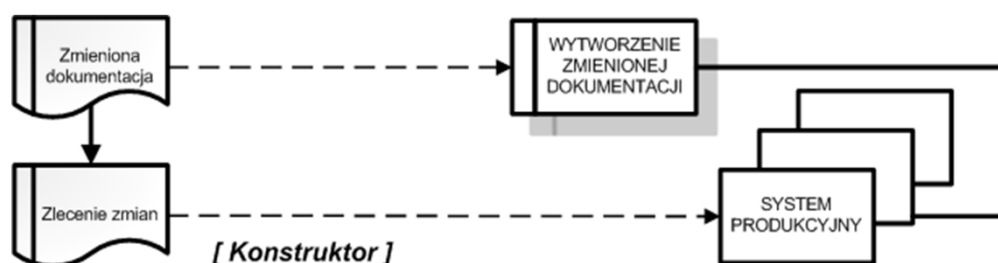 Zmieniona
dokumentacja
WYTWORZENIE
ZMIENIONEJ
DOKUMENTACJI
Zlecenie zmian
SYSTEM
PRODUKCYJNY
[ Konstruktor ]